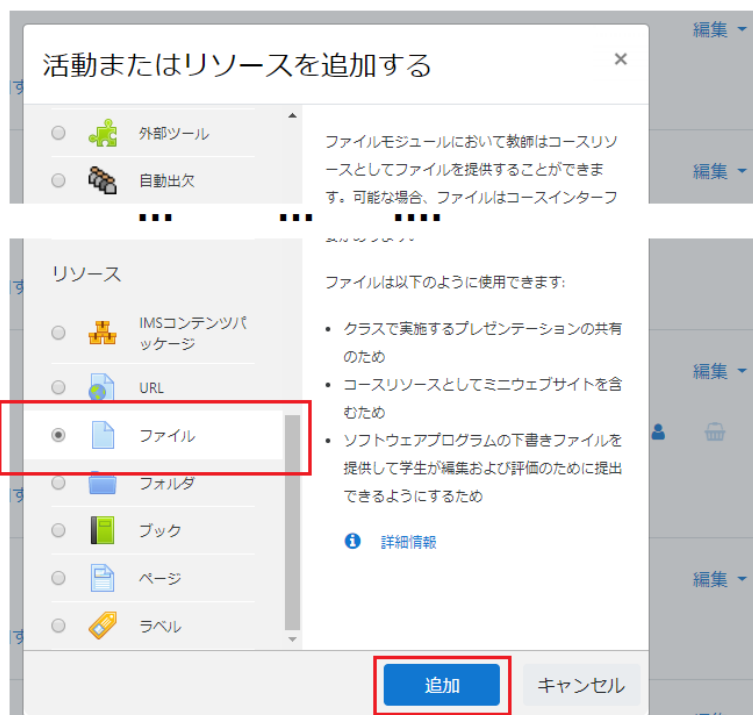 編集
活動またはリソースを追加する
×
外部ツール
自動出欠
ファイルモジュールにおいて教師はコースリソ
ースとしてファイルを提供することができま
す。可能な場合、ファイルはコースインターフ
編集
... ... ....
リソース
ファイルは以下のように使用できます:
IMSコンテンツパ
ッケージ
URL
ファイル
フォルダ
ブック
ページ
ラベル
• クラスで実施するプレゼンテーションの共有
のため
• コースリソースとしてミニウェブサイトを含
むため
• ソフトウェアプログラムの下書きファイルを
提供して学生が編集および評価のために提出
できるようにするため
詳細情報
編集
編集
追加
キャンセル